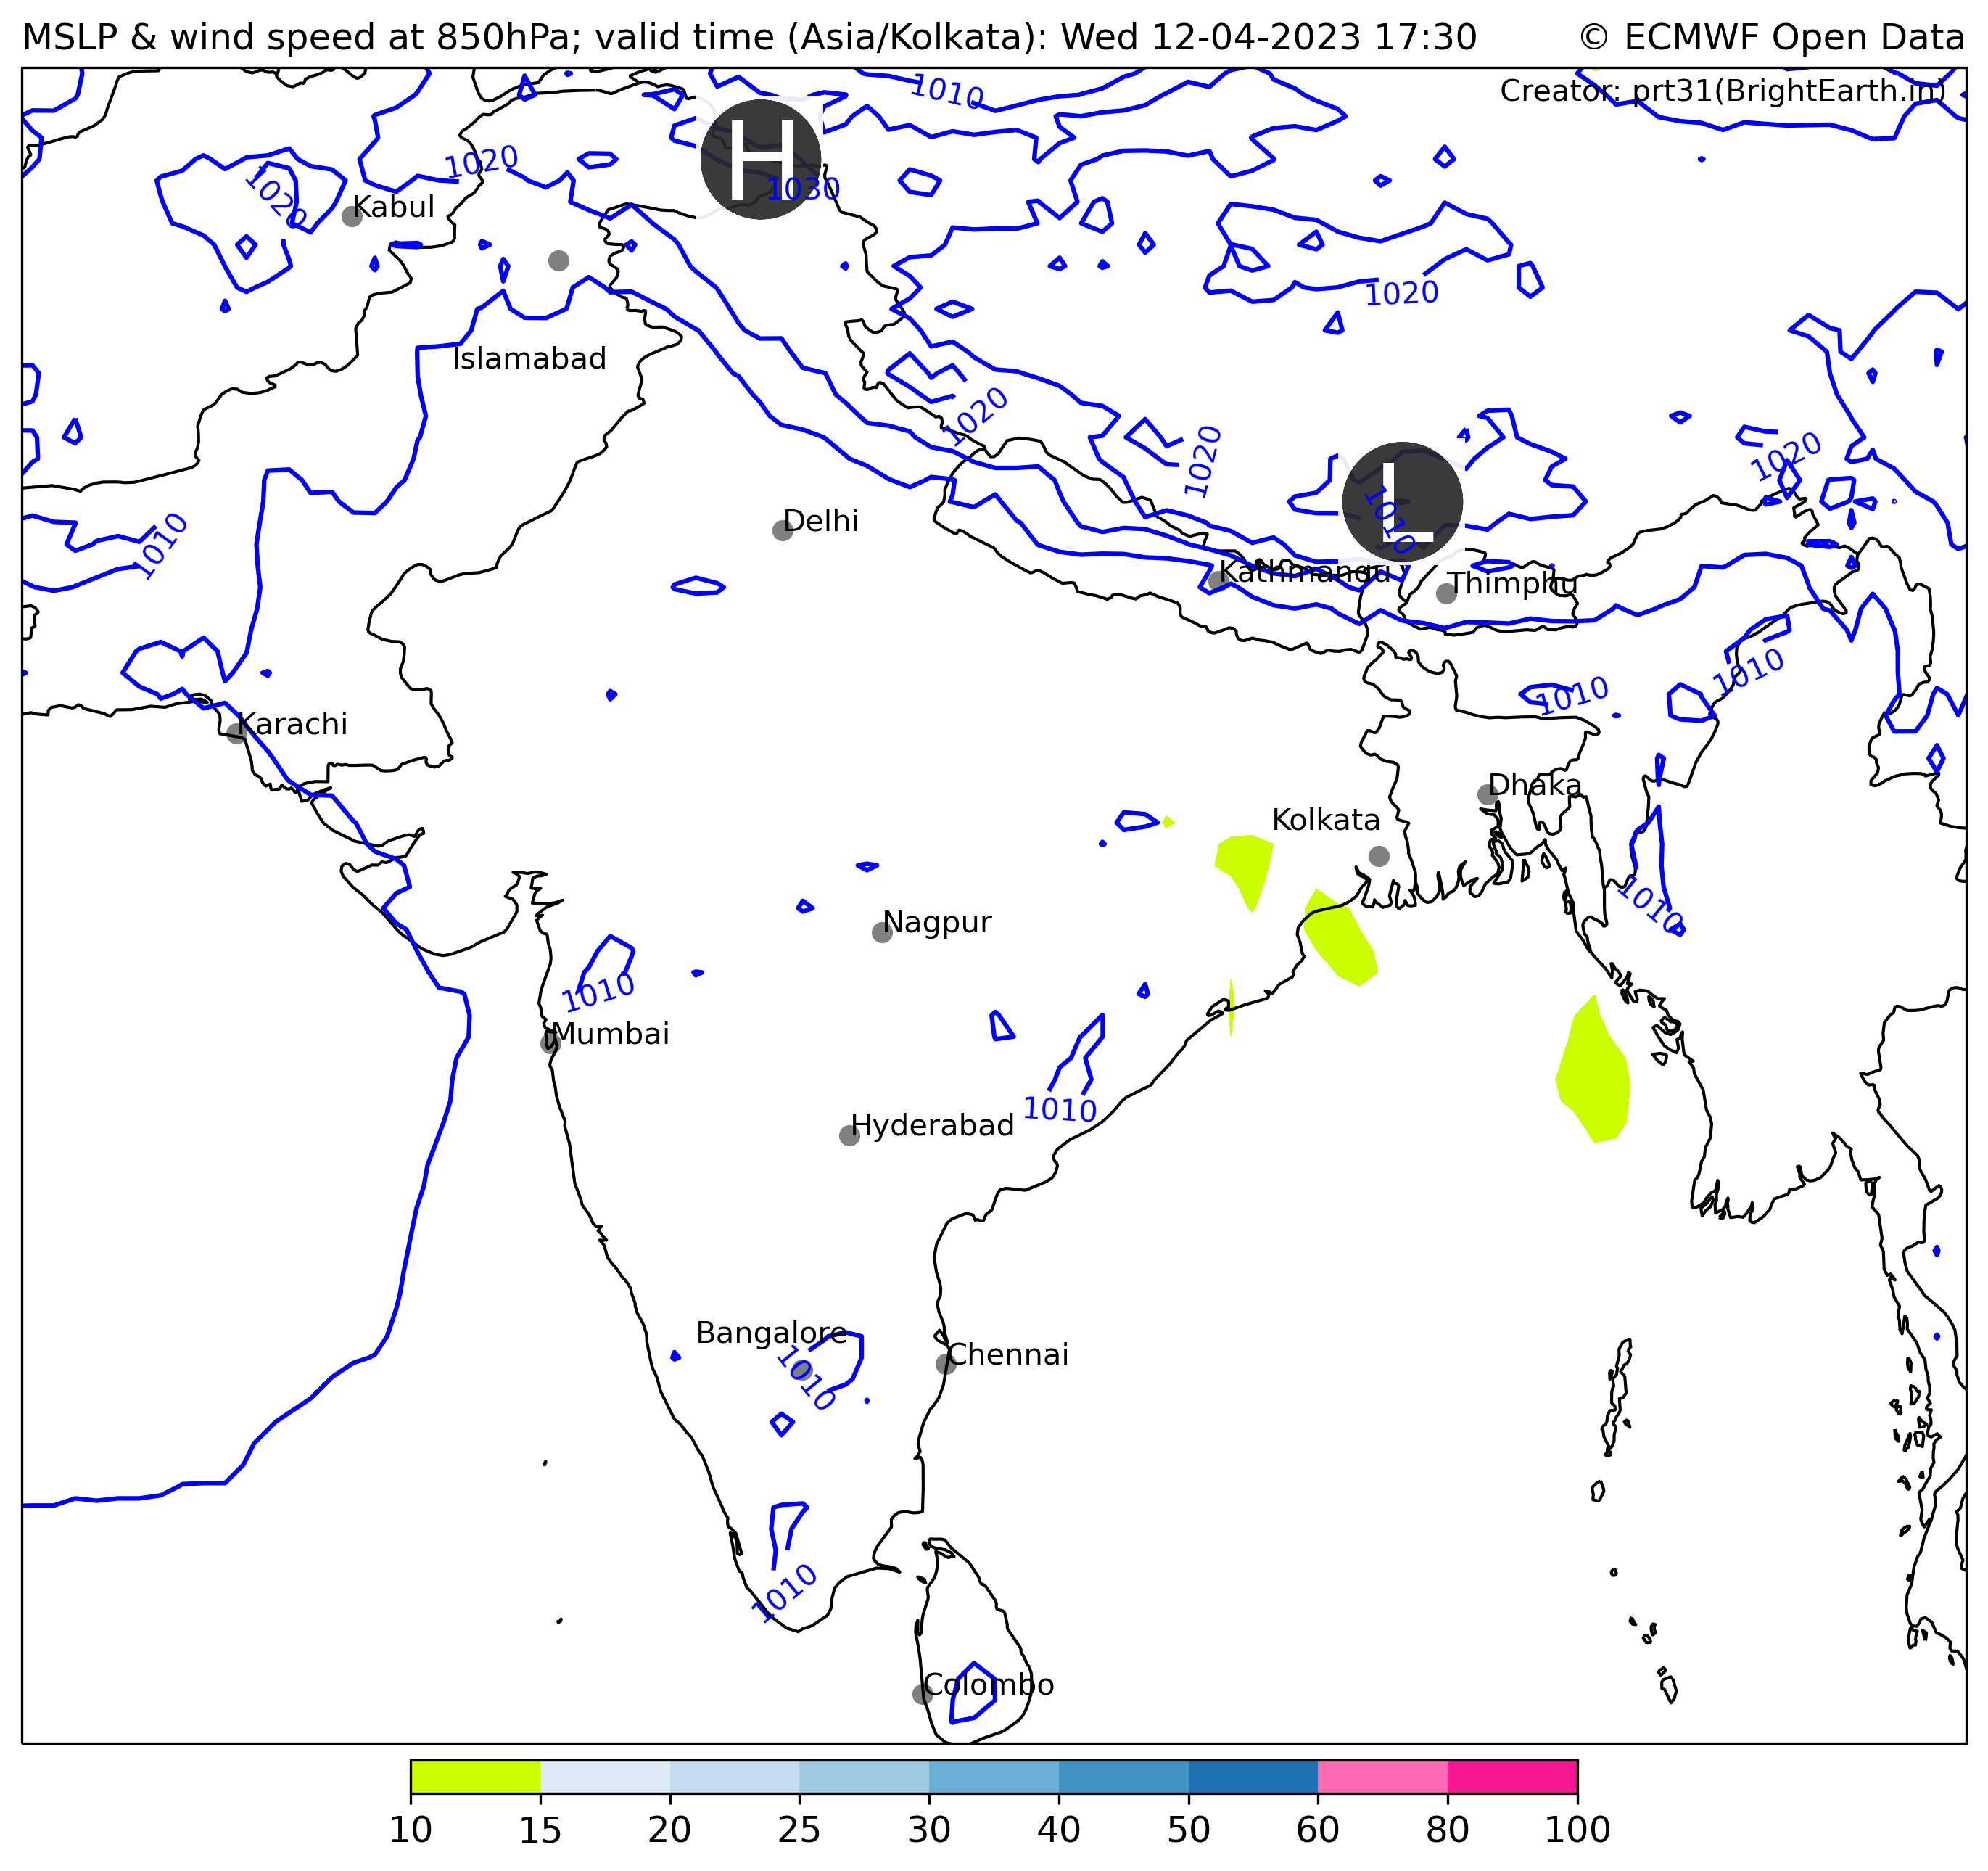 MSLP & wind speed at 850hPa; valid time (Asia/Kolkata): Wed 12-04-2023 17:30 © ECMWF Open Data
Creator: prt31(BrightEarth.in)
1010
H
1020
1030
1020
Kabul
1020
Islamabad
1020
1020
1020
1010
L
1010
Delhi
Kathmandu
Thimphu
1010
1010
Karachi
Dhaka
Kolkata
1010
Nagpur
1010
Mumbai
1010
Hyderabad
Bangalore
1010
Chennai
1010
Colombo
10 15 20 25 30 40 50 60 80 100